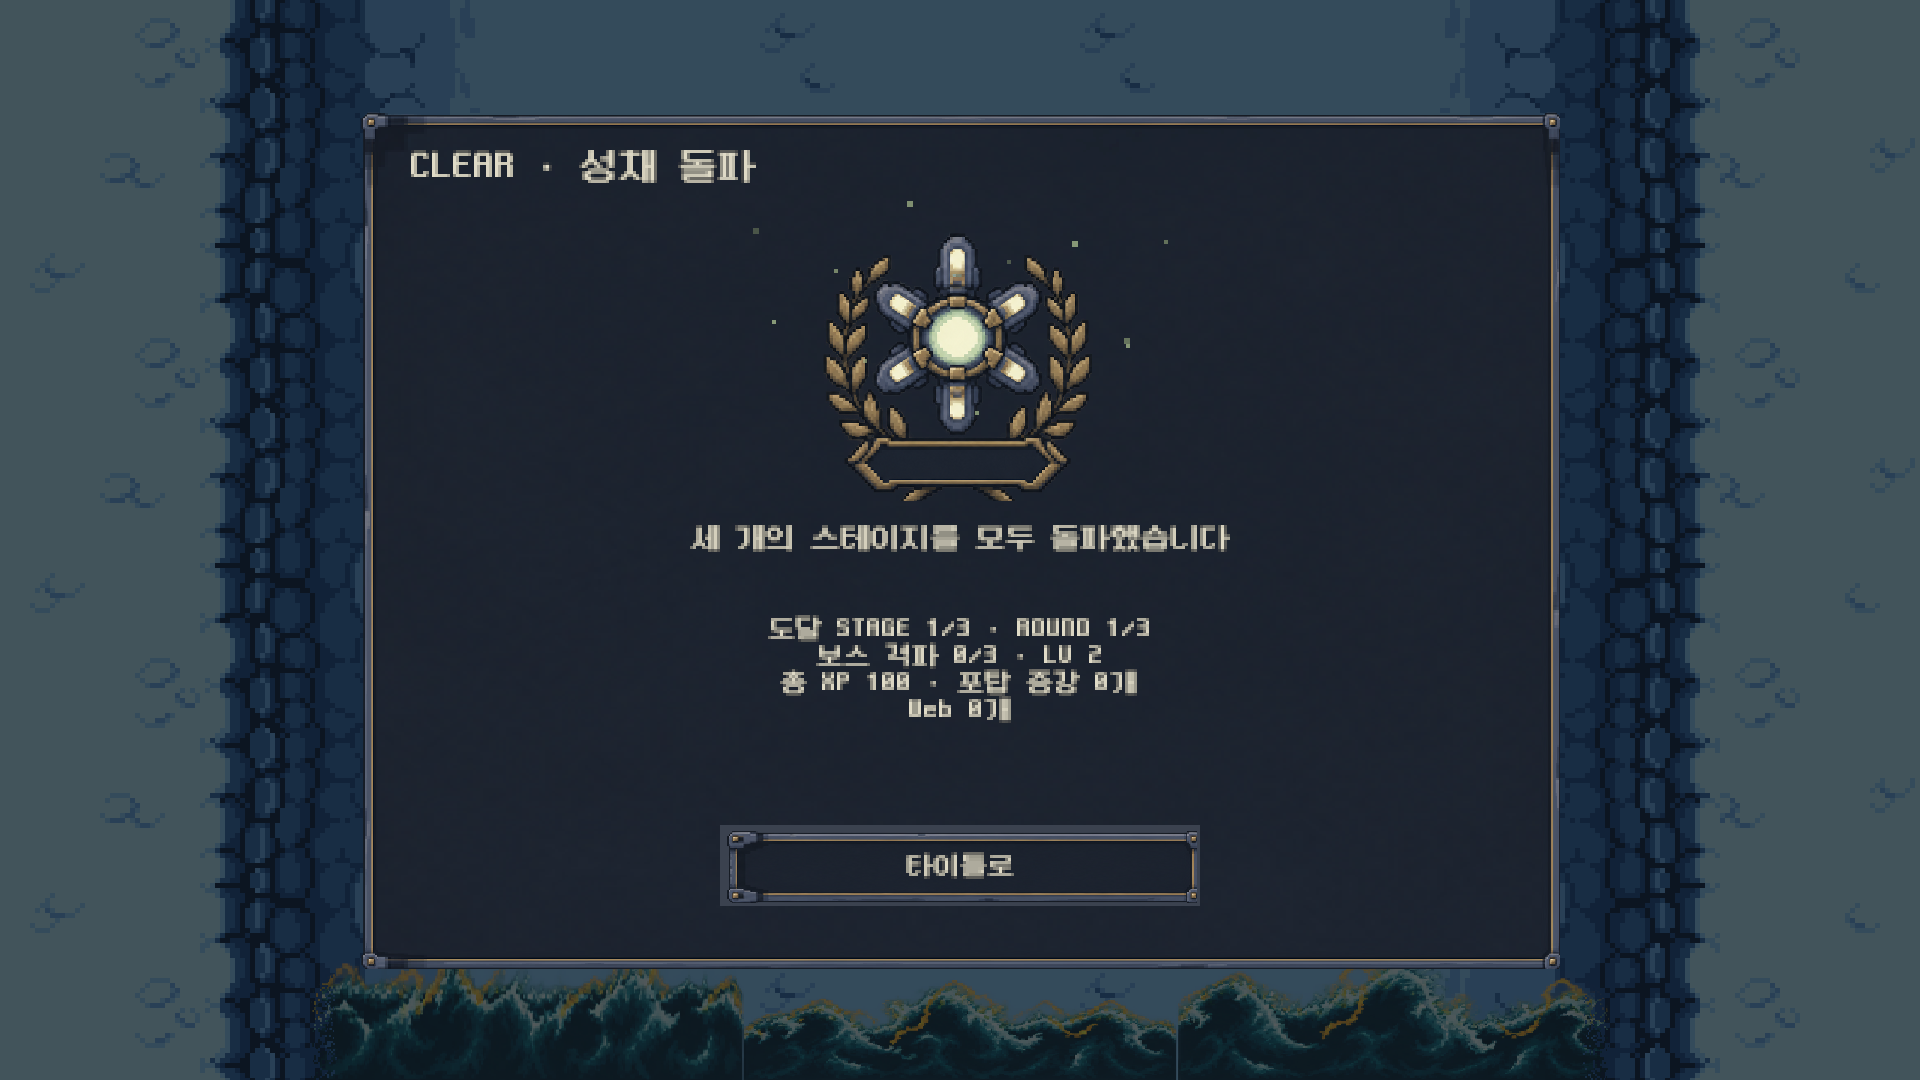 CLEAR · 성채 돌파
세 개의 스테이지를 모두 돌파했습니다
도달 STAGE 1/3 · ROUND 1/3
보스 격파 0/3 · LV 2
총 XP 100 · 포탑 증강 0개
Web 0개
타이틀로